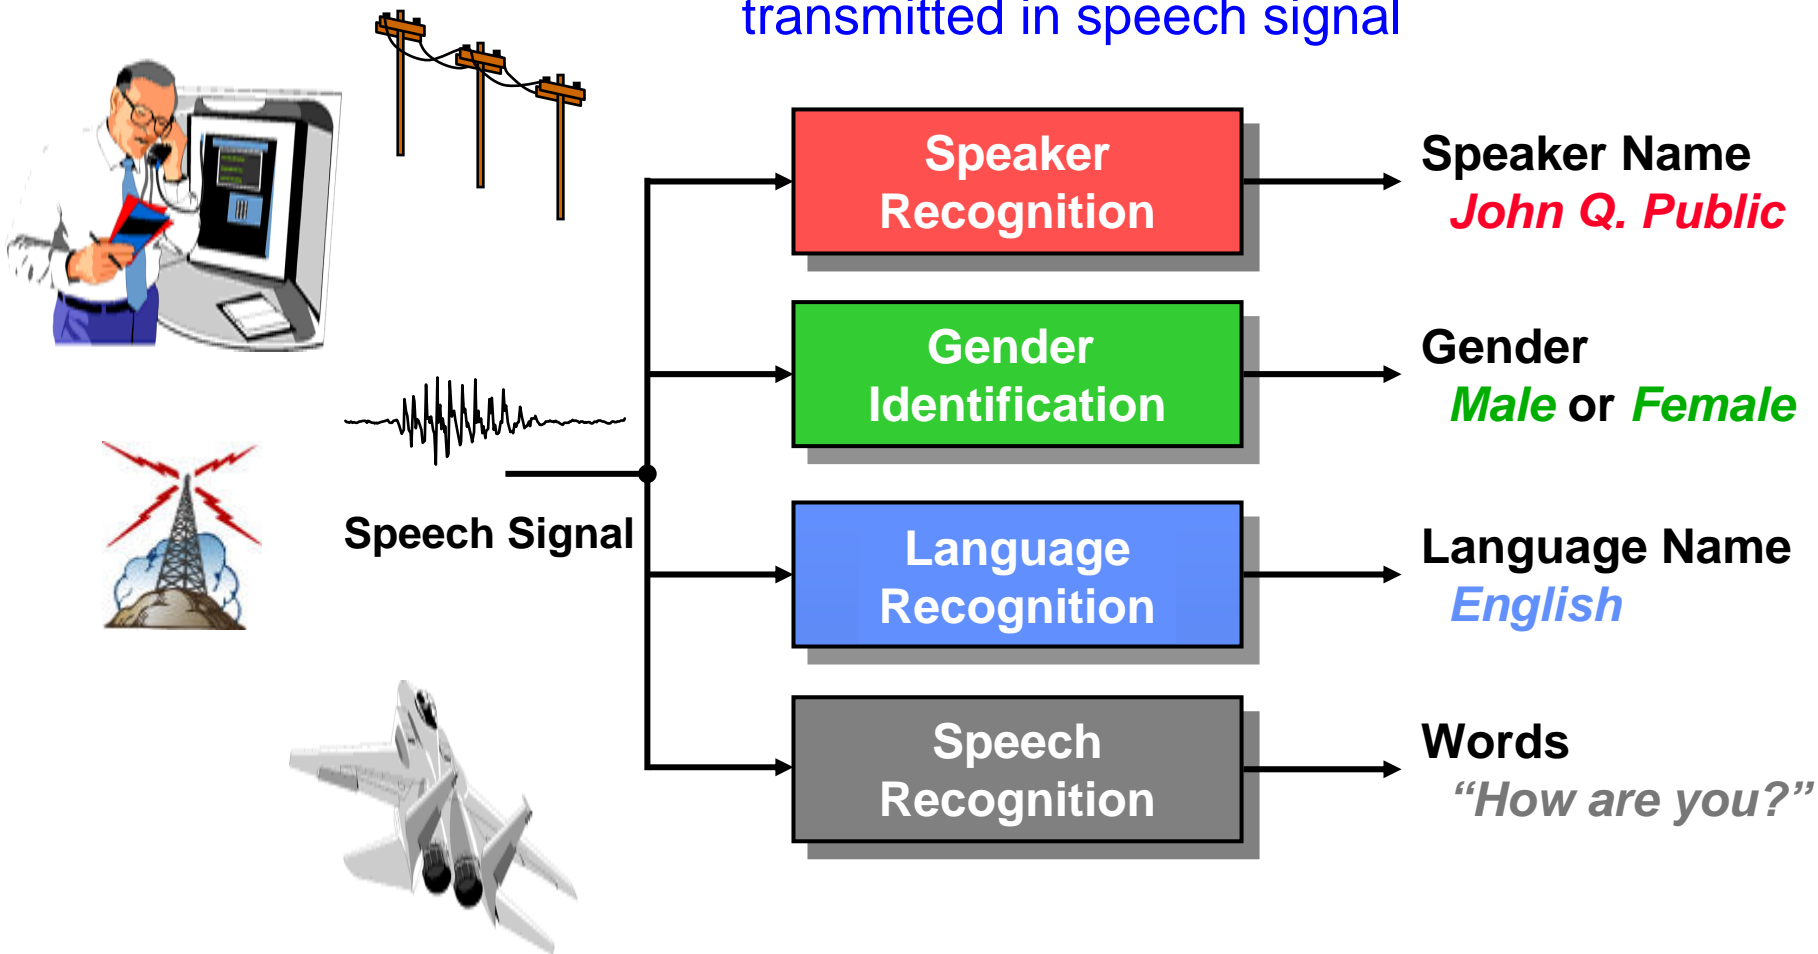 transmitted in speech signal
Speaker
Recognition
Speaker Name
John Q. Public
Gender
Identification
Gender
Male or Female
Speech Signal
Language
Recognition
Language Name
English
Speech
Recognition
Words
“How are you?”